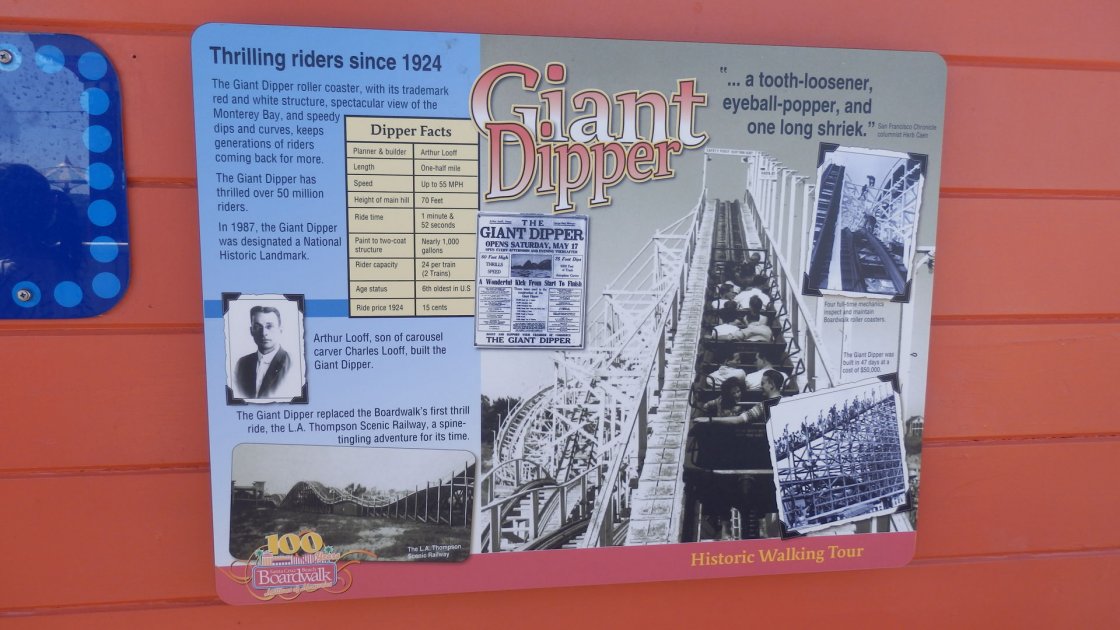 Thrilling riders since 1924
The Giant Dipper roller coaster, with its trademark
red and white structure, spectacular view of the
Monterey Bay, and speedy
dips and curves, keeps
generations of riders
coming back for more.
The Giant Dipper has
thrilled over 50 million
riders.
In 1987, the Giant Dipper
was designated a National
Historic Landmark.
Dipper Facts
Planner & builder Arthur Looff
Length One-half mile
Speed Up to 55 MPH
Height of main hill 70 Feet
Ride time 1 minute &
52 seconds
Paint to two-coat Nearly 1,000
structure gallons
Rider capacity 24 per train
(2 Trains)
Age status 6th oldest in U.S
Ride price 1924 15 cents
Arthur Looff, son of carousel
carver Charles Looff, built the
Giant Dipper.
The Giant Dipper replaced the Boardwalk's first thrill
ride, the L.A. Thompson Scenic Railway, a spine-
tingling adventure for its time.
The L.A. Thompson
Scenic Railway
100
Santa Cruz Beach
Boardwalk
Giant
Dipper
THE
GIANT DIPPER
OPENS SATURDAY, MAY 17
THRILLS
SPEED
A Wonderful Kick From Start To Finish
THE GIANT DIPPER
"... a tooth-loosener,
eyeball-popper, and
one long shriek."
San Francisco Chronicle
columnist Herb Caen
Four full-time mechanics
inspect and maintain
Boardwalk roller coasters.
The Giant Dipper was
built in 47 days at a
cost of $50,000.
Historic Walking Tour